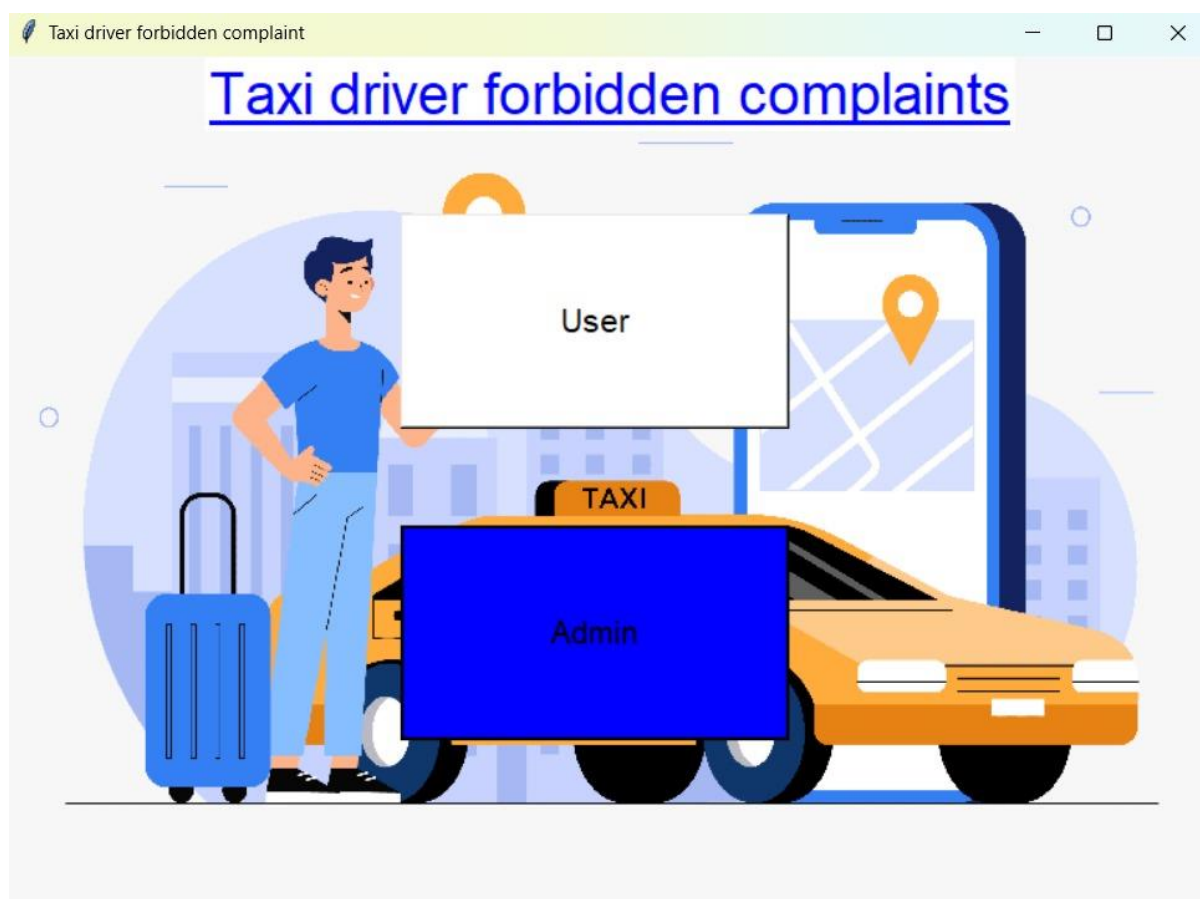 Taxi driver forbidden complaint
Taxi driver forbidden complaints
User
TAXI
Admin